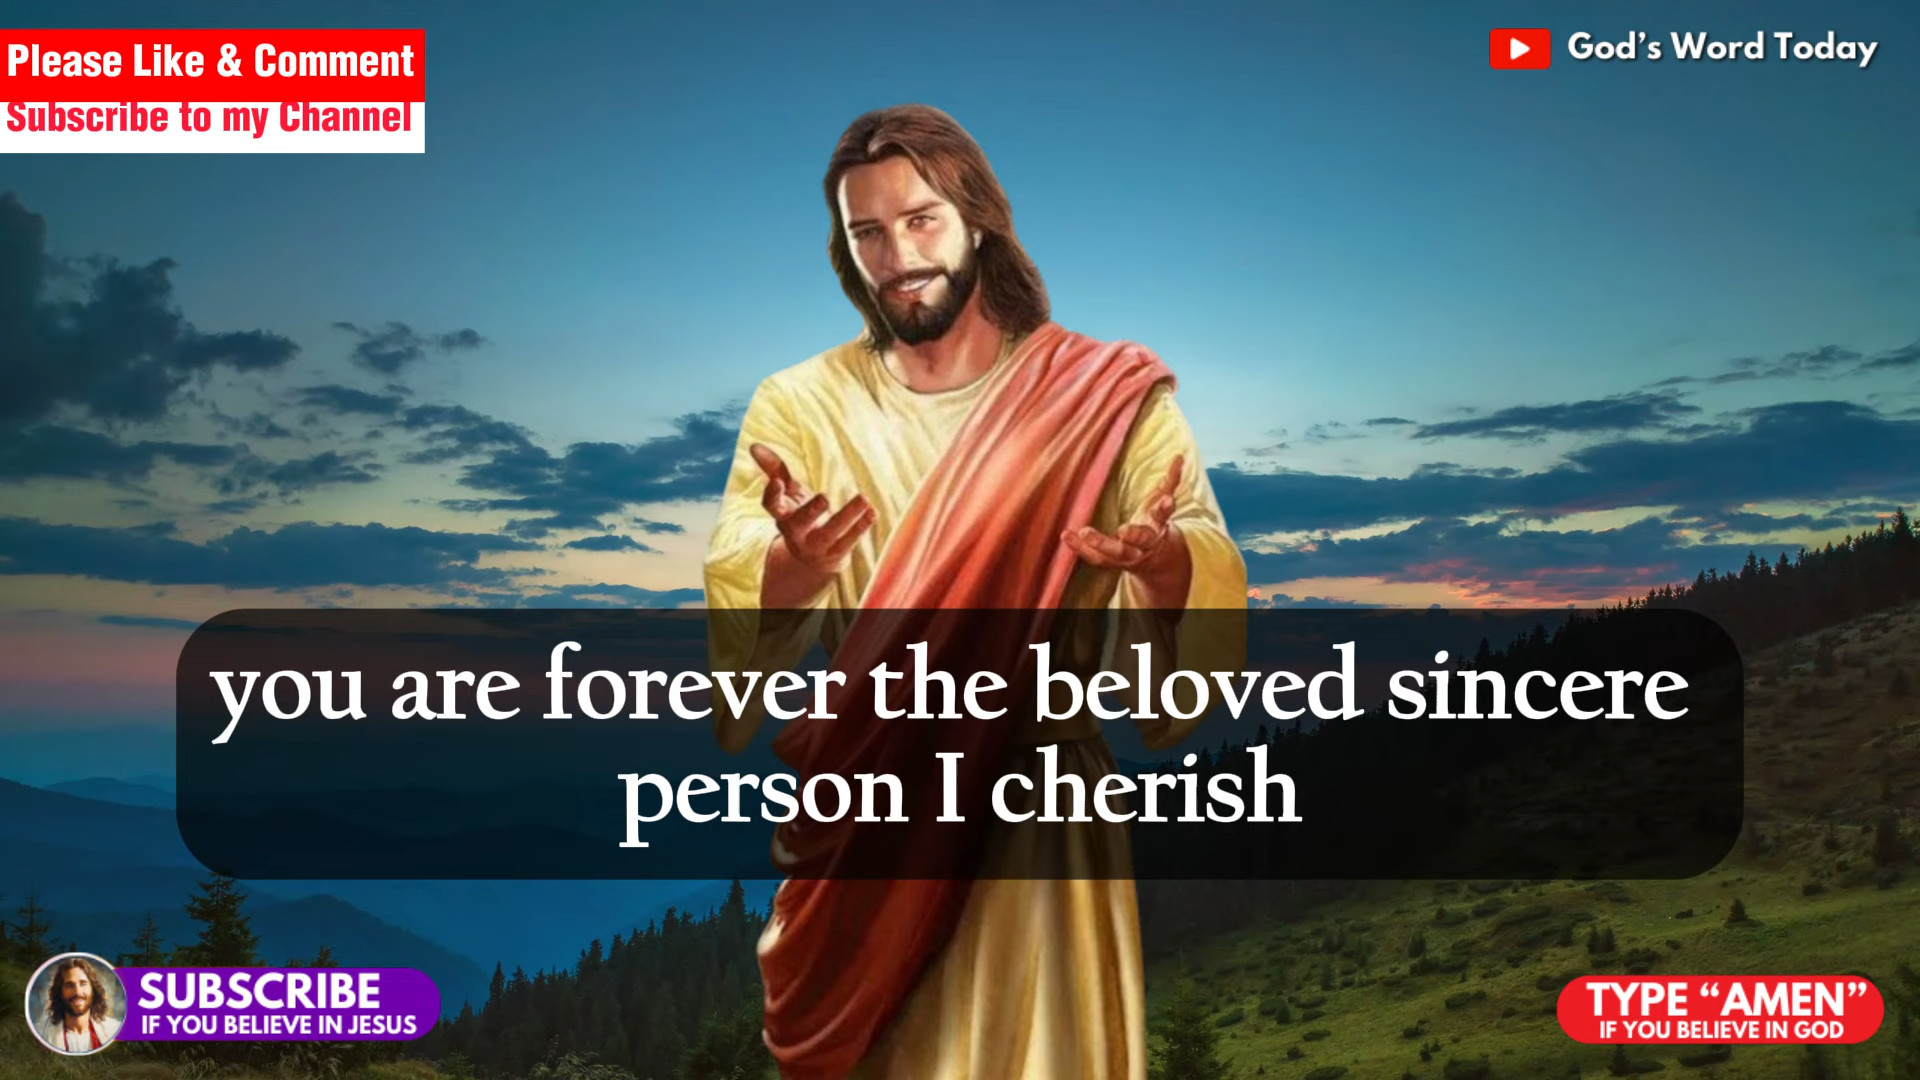 Please Like & Comment
Subscribe to my Channel
God’s Word Today
you are forever the beloved sincere
person I cherish
SUBSCRIBE
IF YOU BELIEVE IN JESUS
TYPE “AMEN”
IF YOU BELIEVE IN GOD